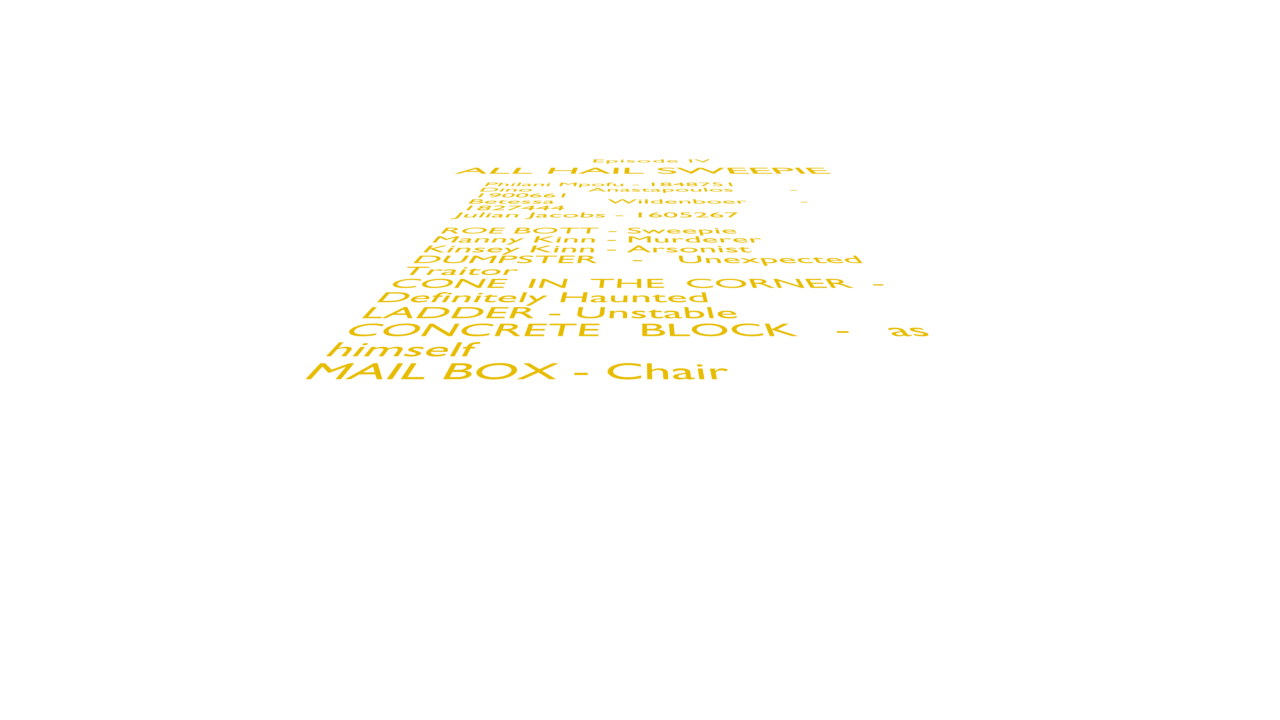 Episode IV
ALL HAIL SWEEPIE
Philani Mpofu - 1848751
Dino Anastapoulos -
1900661
Betessa Wildenboer -
1827444
Julian Jacobs - 1605267
ROE BOTT - Sweepie
Manny Kinn - Murderer
Kinsey Kinn - Arsonist
DUMPSTER - Unexpected
Traitor
CONE IN THE CORNER -
Definitely Haunted
LADDER - Unstable
CONCRETE BLOCK - as
himself
MAIL BOX - Chair